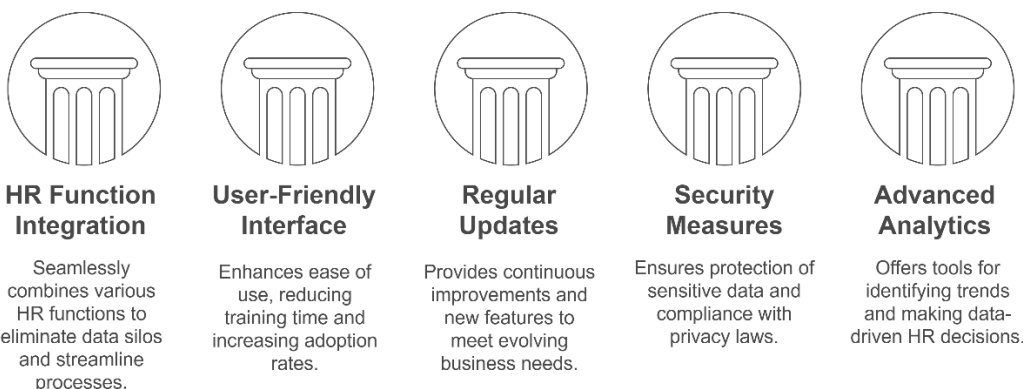 HR Function
Integration
Seamlessly
combines various
HR functions to
eliminate data silos
and streamline
processes.
User-Friendly
Interface
Enhances ease of
use, reducing
training time and
increasing adoption
rates.
Regular
Updates
Provides continuous
improvements and
new features to
meet evolving
business needs.
Security
Measures
Ensures protection of
sensitive data and
compliance with
privacy laws.
Advanced
Analytics
Offers tools for
identifying trends
and making data-
driven HR decisions.